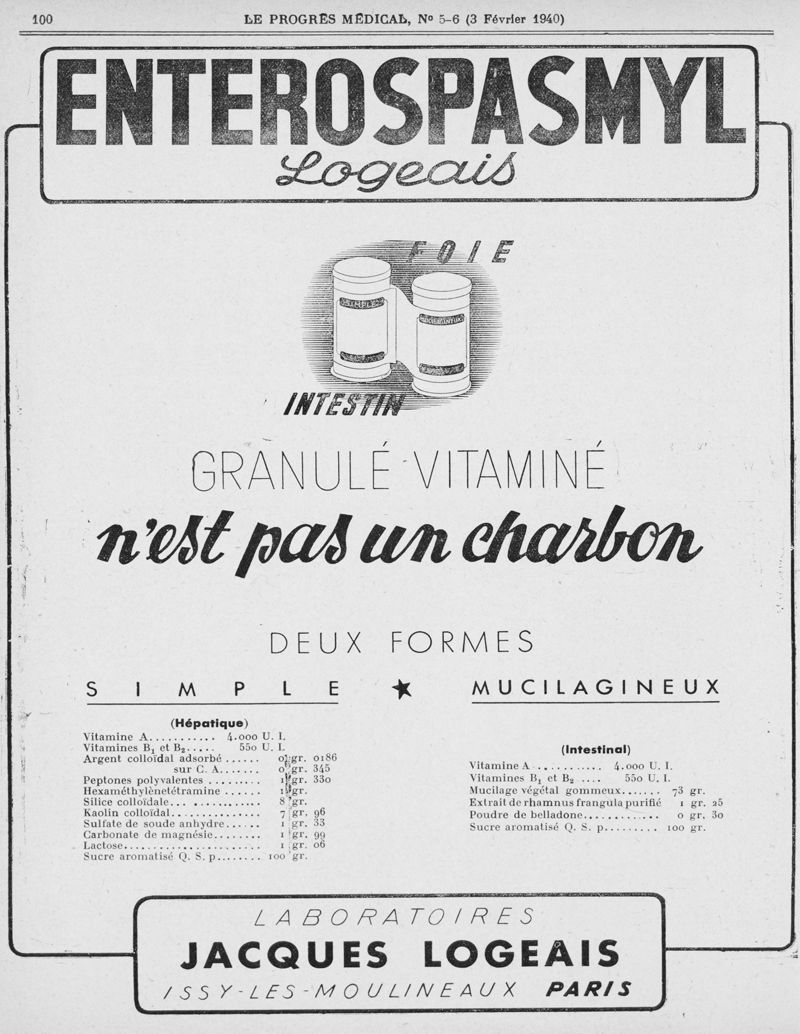 100 LE PROGRÈS MÉDICAL, Nº 5-6 (3 Février 1940)
ENTEROSPASMYL
Logeais
FOIE
SIMPLE
MUCILAGINEUX
INTESTIN
GRANULÉ VITAMINÉ
n'est pas un charbon
DEUX FORMES
SIMPLE ★ MUCILAGINEUX
(Hépatique)
Vitamine A........... 4.000 U. I.
Vitamines B1 et B2..... 550 U. I.
Argent colloïdal adsorbé ...... 0 gr. 0186
sur C. A....... 0 gr. 345
Peptones polyvalentes ......... 1 gr. 330
Hexaméthylènetétramine ...... 1 gr.
Silice colloïdale................. 8 gr.
Kaolin colloïdal................ 7 gr. 96
Sulfate de soude anhydre...... 1 gr. 33
Carbonate de magnésie........ 1 gr. 99
Lactose........................ 1 gr. 06
Sucre aromatisé Q. S. p........ 100 gr.
(Intestinal)
Vitamine A ............ 4.000 U. I.
Vitamines B1 et B2 .... 550 U. I.
Mucilage végétal gommeux....... 73 gr.
Extrait de rhamnus frangula purifié 1 gr. 25
Poudre de belladone............. 0 gr. 30
Sucre aromatisé Q. S. p......... 100 gr.
LABORATOIRES
JACQUES LOGEAIS
ISSY-LES-MOULINEAUX PARIS